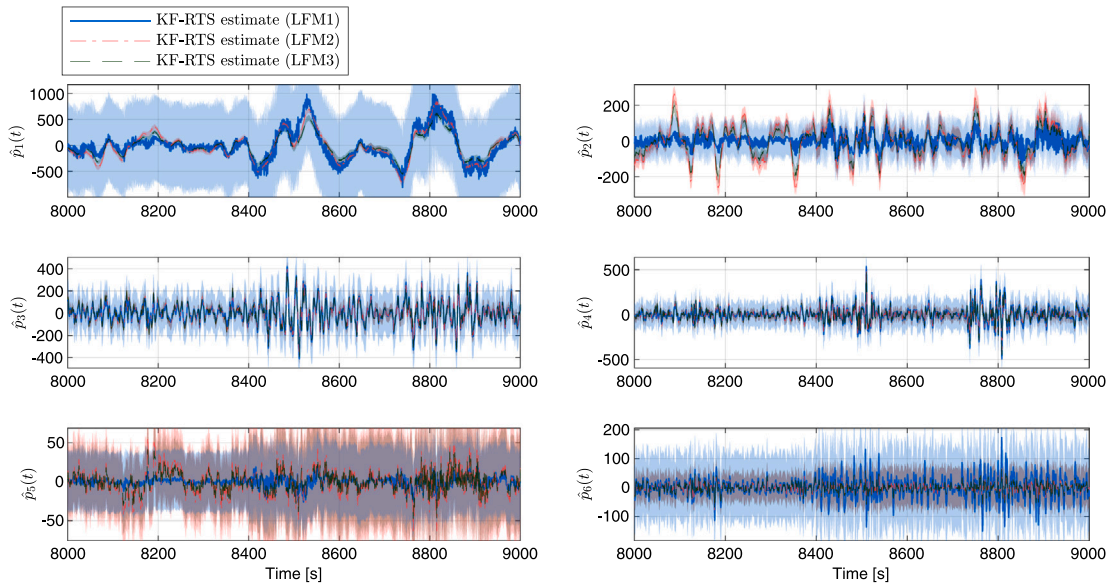 KF-RTS estimate (LFM1)
KF-RTS estimate (LFM2)
KF-RTS estimate (LFM3)
p̂₁(t)
1000
500
0
-500
8000 8200 8400 8600 8800 9000
p̂₂(t)
200
0
-200
8000 8200 8400 8600 8800 9000
p̂₃(t)
400
200
0
-200
-400
8000 8200 8400 8600 8800 9000
p̂₄(t)
500
0
-500
8000 8200 8400 8600 8800 9000
p̂₅(t)
50
0
-50
8000 8200 8400 8600 8800 9000
Time [s]
p̂₆(t)
200
100
0
-100
8000 8200 8400 8600 8800 9000
Time [s]